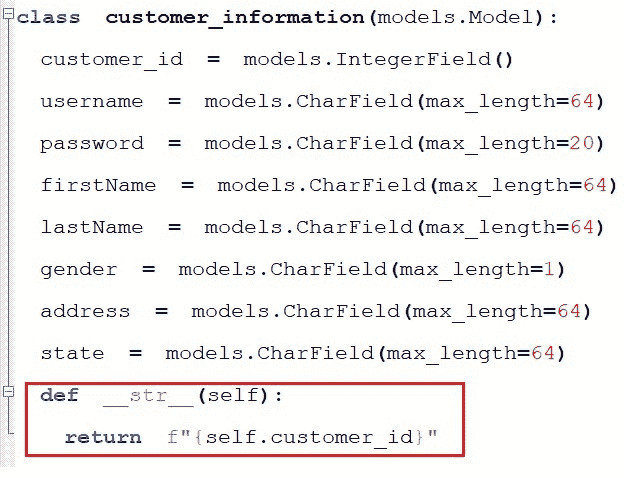 class customer_information(models.Model):
customer_id = models.IntegerField()
username = models.CharField(max_length=64)
password = models.CharField(max_length=20)
firstName = models.CharField(max_length=64)
lastName = models.CharField(max_length=64)
gender = models.CharField(max_length=1)
address = models.CharField(max_length=64)
state = models.CharField(max_length=64)
def __str__(self):
return f"{self.customer_id}"